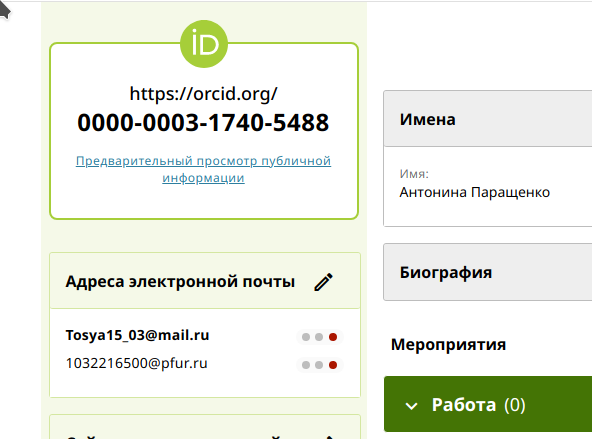 iD
https://orcid.org/
0000-0003-1740-5488
Предварительный просмотр публичной
информации
Адреса электронной почты
Tosya15_03@mail.ru
1032216500@pfur.ru
Имена
Имя:
Антонина Паращенко
Биография
Мероприятия
Работа (0)